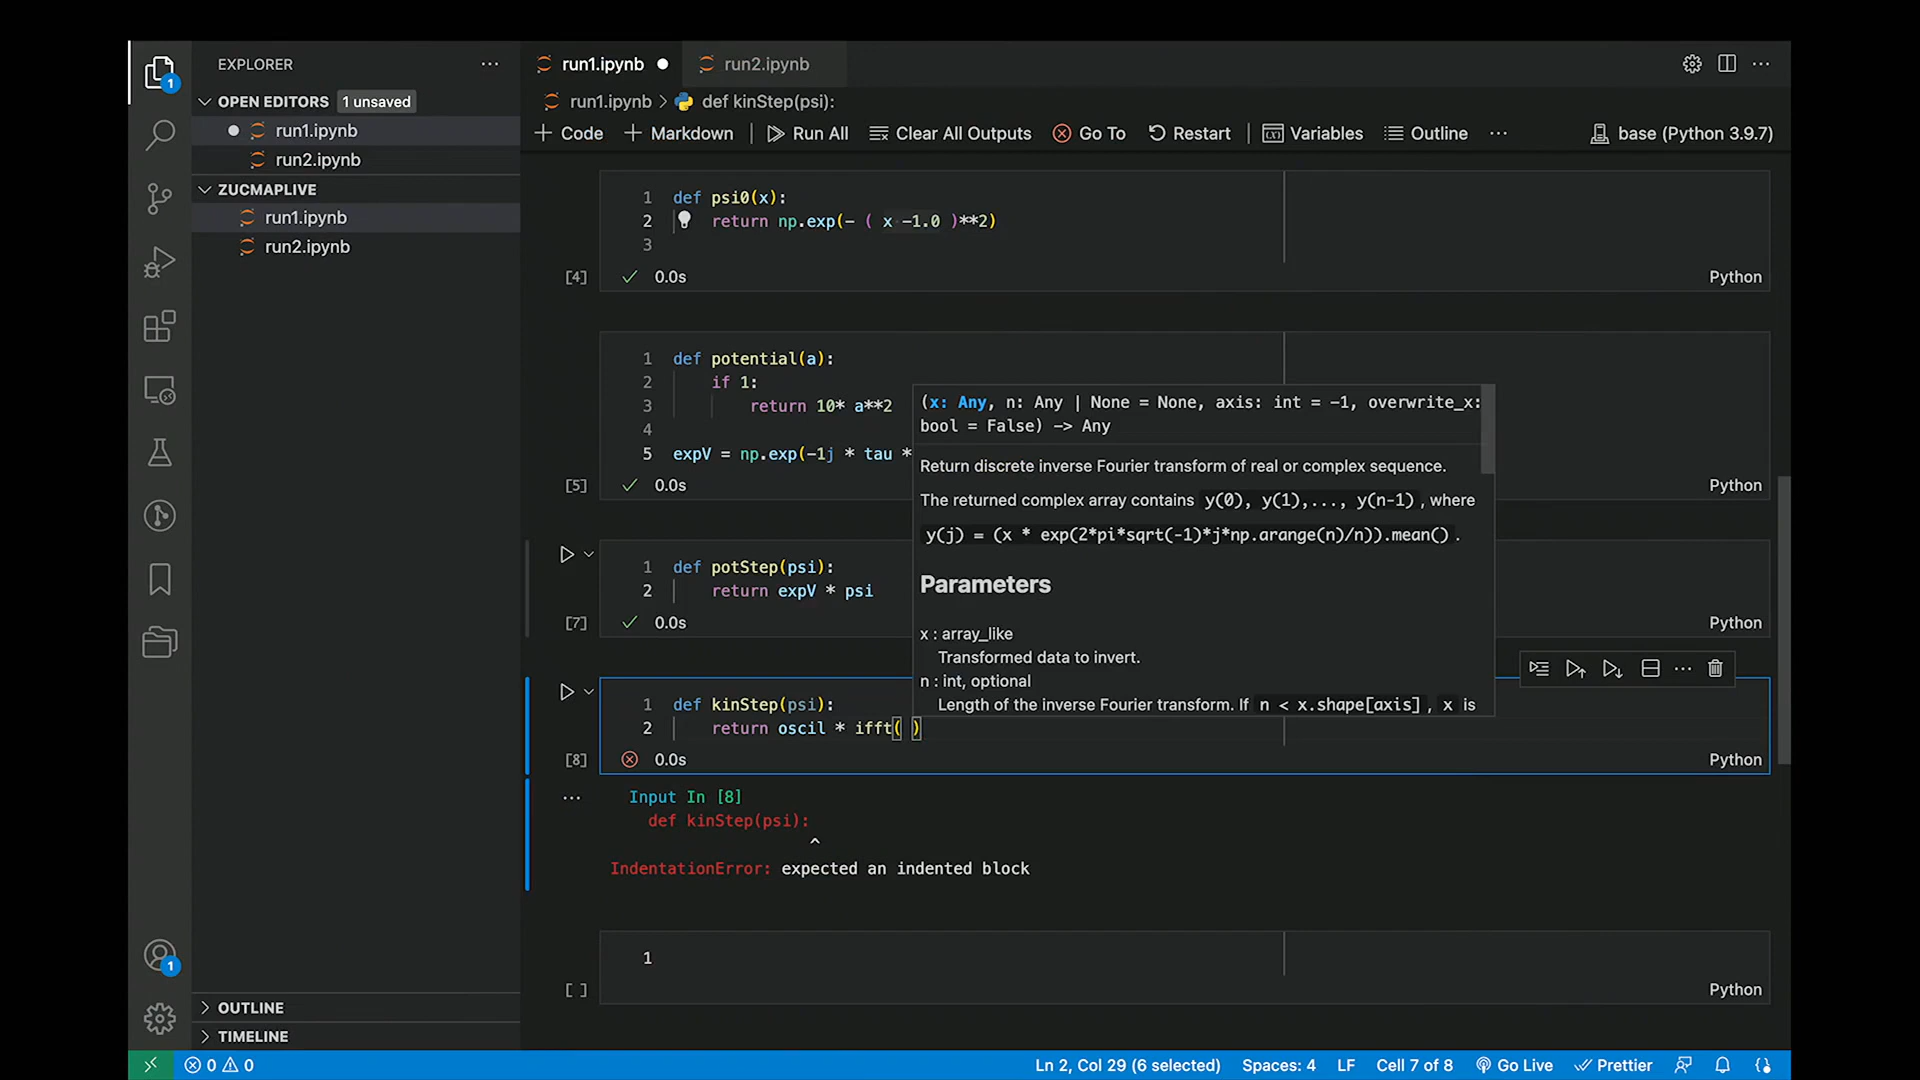 EXPLORER
run1.ipynb
run2.ipynb
1
OPEN EDITORS
1 unsaved
run1.ipynb > def kinStep(psi):
run1.ipynb
+ Code
+ Markdown
Run All
Clear All Outputs
Go To
Restart
Variables
Outline
base (Python 3.9.7)
run2.ipynb
ZUCMAPLIVE
run1.ipynb
run2.ipynb
1 def psi0(x):
2 return np.exp(- ( x -1.0 )**2)
3
[4] 0.0s
Python
1 def potential(a):
2 if 1:
3 return 10* a**2
4
5 expV = np.exp(-1j * tau *
[5] 0.0s
Python
(x: Any, n: Any | None = None, axis: int = -1, overwrite_x:
bool = False) -> Any
Return discrete inverse Fourier transform of real or complex sequence.
The returned complex array contains y(0), y(1),..., y(n-1) , where
y(j) = (x * exp(2*pi*sqrt(-1)*j*np.arange(n)/n)).mean() .
Parameters
x : array_like
Transformed data to invert.
n : int, optional
Length of the inverse Fourier transform. If n < x.shape[axis] , x is
1 def potStep(psi):
2 return expV * psi
[7] 0.0s
Python
1 def kinStep(psi):
2 return oscil * ifft( )
[8] 0.0s
Python
Input In [8]
def kinStep(psi):
^
IndentationError: expected an indented block
1
[ ]
Python
1
OUTLINE
TIMELINE
0 0
Ln 2, Col 29 (6 selected)
Spaces: 4
LF
Cell 7 of 8
Go Live
Prettier